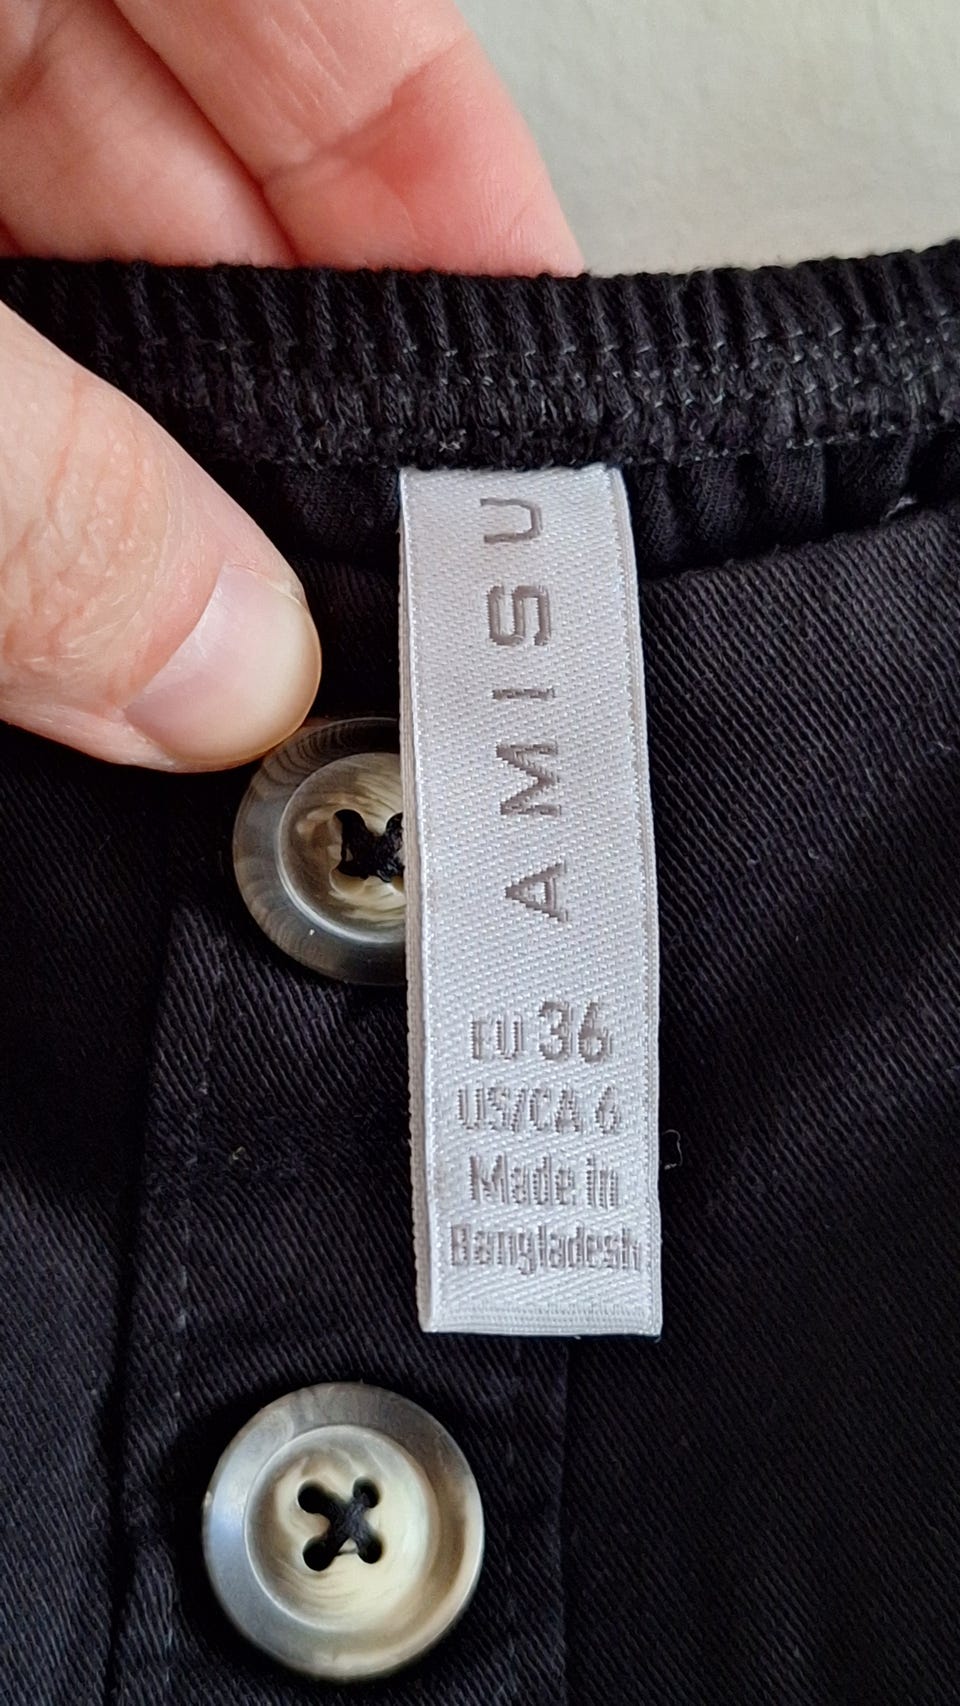 AMISU
EU 36
US/CA 6
Made in
Bangladesh